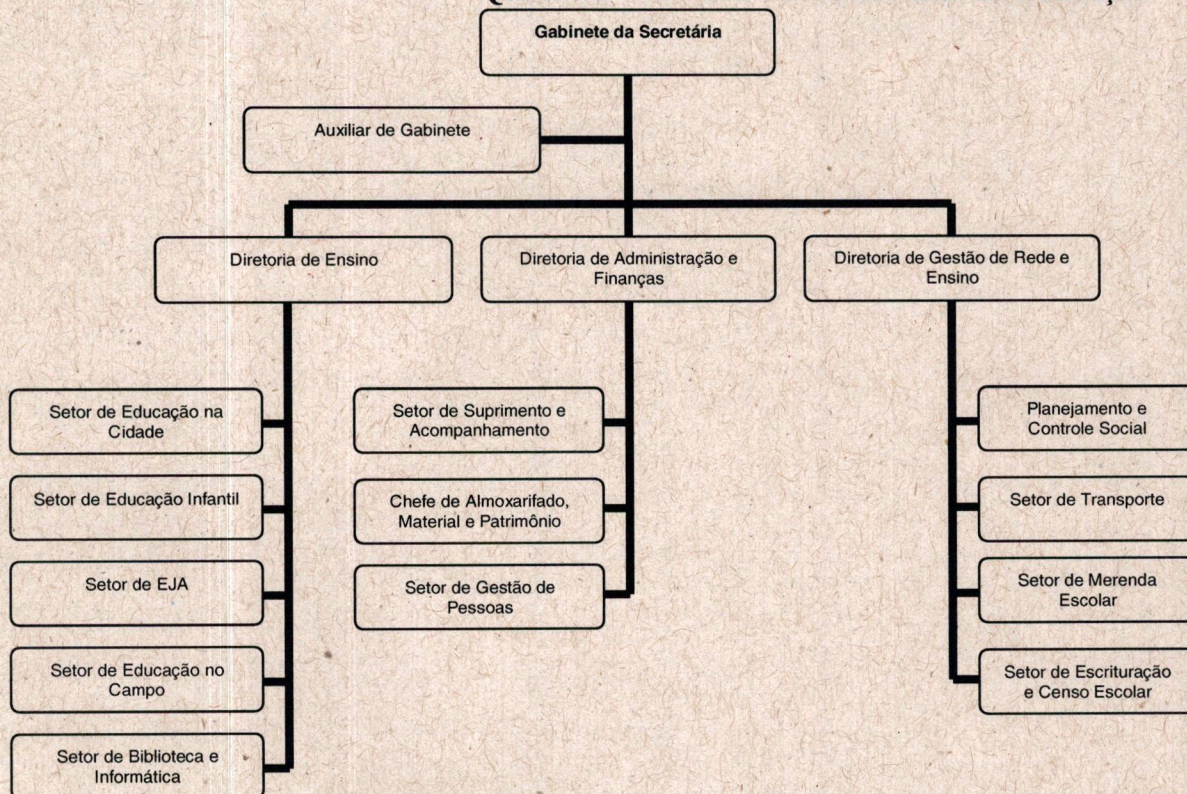 Gabinete da Secretária
Auxiliar de Gabinete
Diretoria de Ensino
Diretoria de Administração e
Finanças
Diretoria de Gestão de Rede e
Ensino
Setor de Educação na
Cidade
Setor de Educação Infantil
Setor de EJA
Setor de Educação no
Campo
Setor de Biblioteca e
Informática
Setor de Suprimento e
Acompanhamento
Chefe de Almoxarifado,
Material e Patrimônio
Setor de Gestão de
Pessoas
Planejamento e
Controle Social
Setor de Transporte
Setor de Merenda
Escolar
Setor de Escrituração
e Censo Escolar